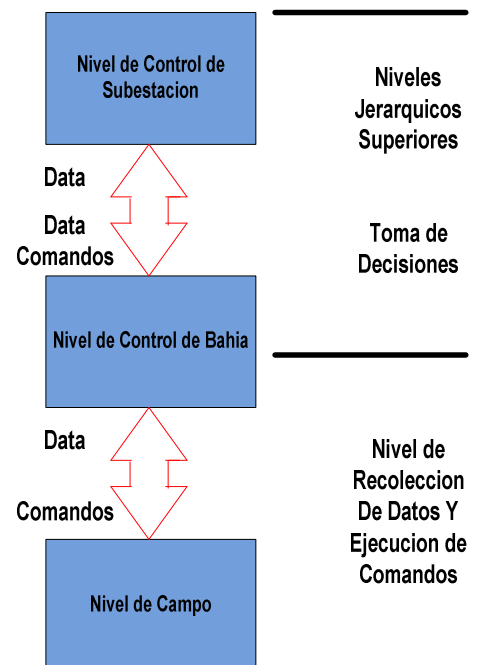 Nivel de Control de
Subestacion
Niveles
Jerarquicos
Superiores
Data
Data
Comandos
Toma de
Decisiones
Nivel de Control de Bahia
Data
Comandos
Nivel de
Recoleccion
De Datos Y
Ejecucion de
Comandos
Nivel de Campo